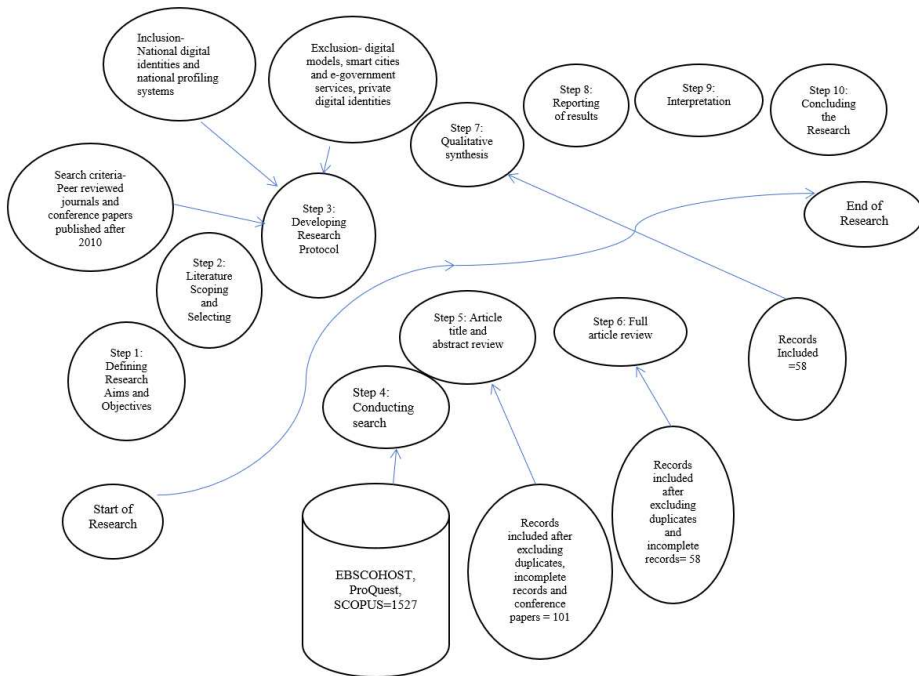 Inclusion-
National digital
identities and
national profiling
systems
Exclusion- digital
models, smart cities
and e-government
services, private
digital identities
Search criteria-
Peer reviewed
journals and
conference papers
published after
2010
Step 1:
Defining
Research
Aims and
Objectives
Step 2:
Literature
Scoping
and
Selecting
Step 3:
Developing
Research
Protocol
Step 4:
Conducting
search
Step 5: Article
title and
abstract review
Step 6: Full
article review
Step 7:
Qualitative
synthesis
Step 8:
Reporting
of results
Step 9:
Interpretation
Step 10:
Concluding
the
Research
End of
Research
Records
Included
=58
Start of
Research
EBSCOHOST,
ProQuest,
SCOPUS=1527
Records
included after
excluding
duplicates,
incomplete
records and
conference
papers = 101
Records
included
after
excluding
duplicates
and
incomplete
records= 58